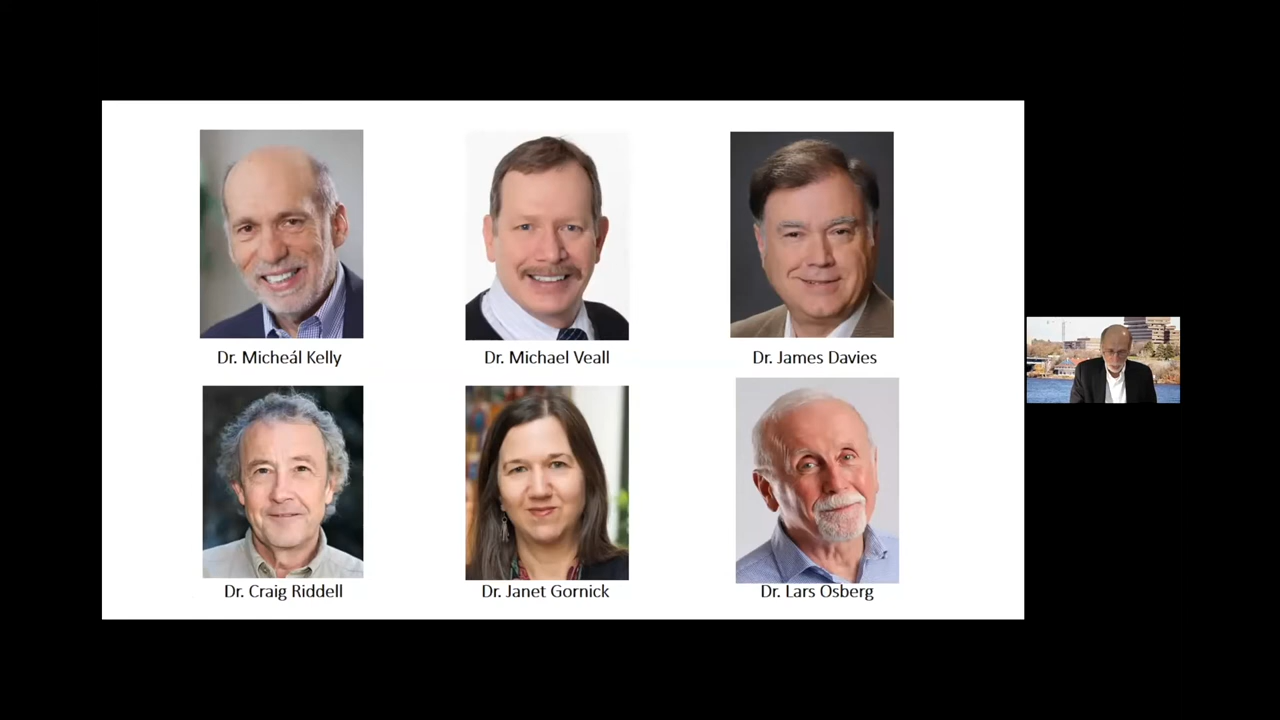 Dr. Micheál Kelly
Dr. Michael Veall
Dr. James Davies
Dr. Craig Riddell
Dr. Janet Gornick
Dr. Lars Osberg